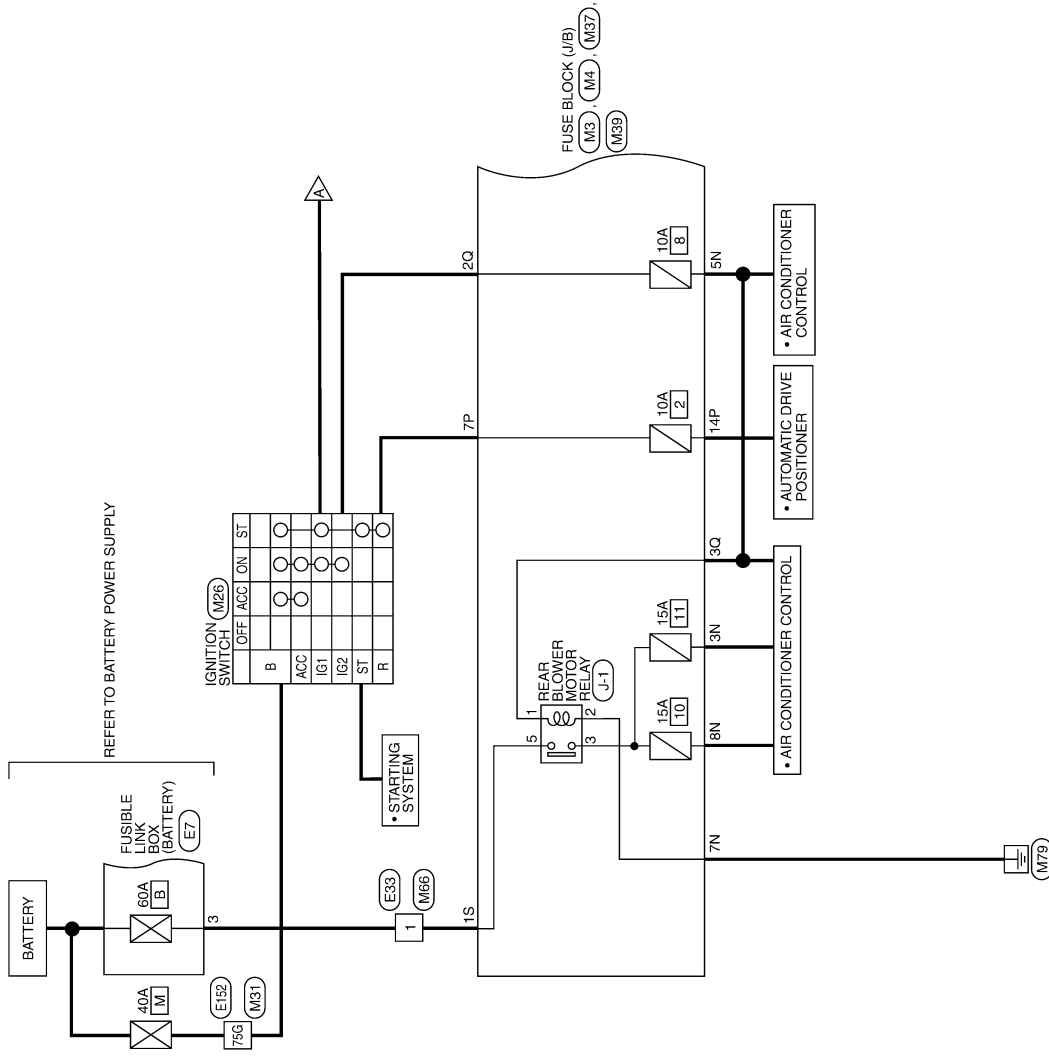 REFER TO BATTERY POWER SUPPLY
BATTERY
40A
M
E152
M31
75G
60A
B
FUSIBLE
LINK
BOX
(BATTERY)
E7
3
E33
M66
1
1S
IGNITION
SWITCH
M26
OFF ACC ON ST
B
ACC
IG1
IG2
ST
R
• STARTING
SYSTEM
A
7P
2Q
FUSE BLOCK (J/B)
M3 , M4 , M37 ,
M39
REAR
BLOWER
MOTOR
RELAY
J-1
5
1
3
2
15A
10
15A
11
10A
2
10A
8
7N
8N
3N
3Q
14P
5N
• AIR CONDITIONER CONTROL
• AUTOMATIC DRIVE
POSITIONER
• AIR CONDITIONER
CONTROL
M79